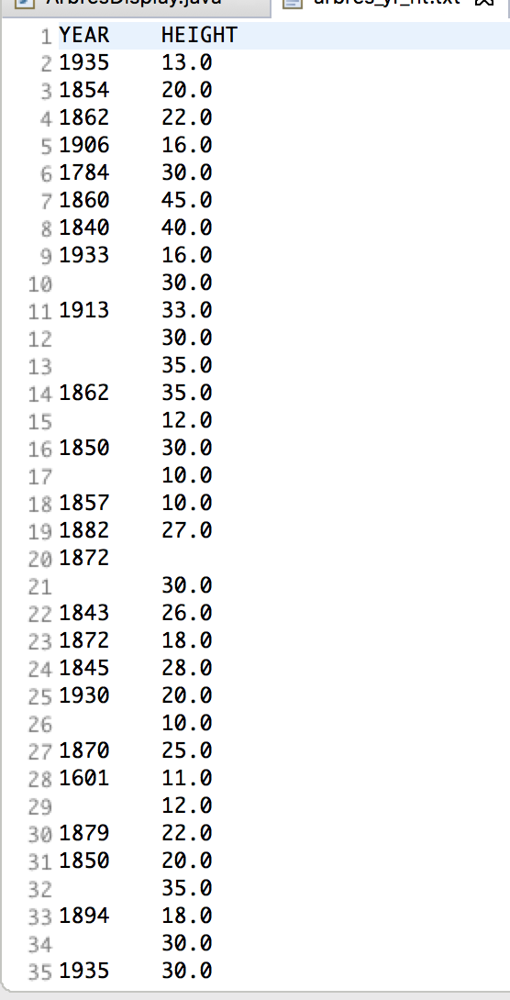 ArbresDisplay.java arbres_yr_ht.txt
1 YEAR HEIGHT
2 1935 13.0
3 1854 20.0
4 1862 22.0
5 1906 16.0
6 1784 30.0
7 1860 45.0
8 1840 40.0
9 1933 16.0
10 30.0
11 1913 33.0
12 30.0
13 35.0
14 1862 35.0
15 12.0
16 1850 30.0
17 10.0
18 1857 10.0
19 1882 27.0
20 1872
21 30.0
22 1843 26.0
23 1872 18.0
24 1845 28.0
25 1930 20.0
26 10.0
27 1870 25.0
28 1601 11.0
29 12.0
30 1879 22.0
31 1850 20.0
32 35.0
33 1894 18.0
34 30.0
35 1935 30.0